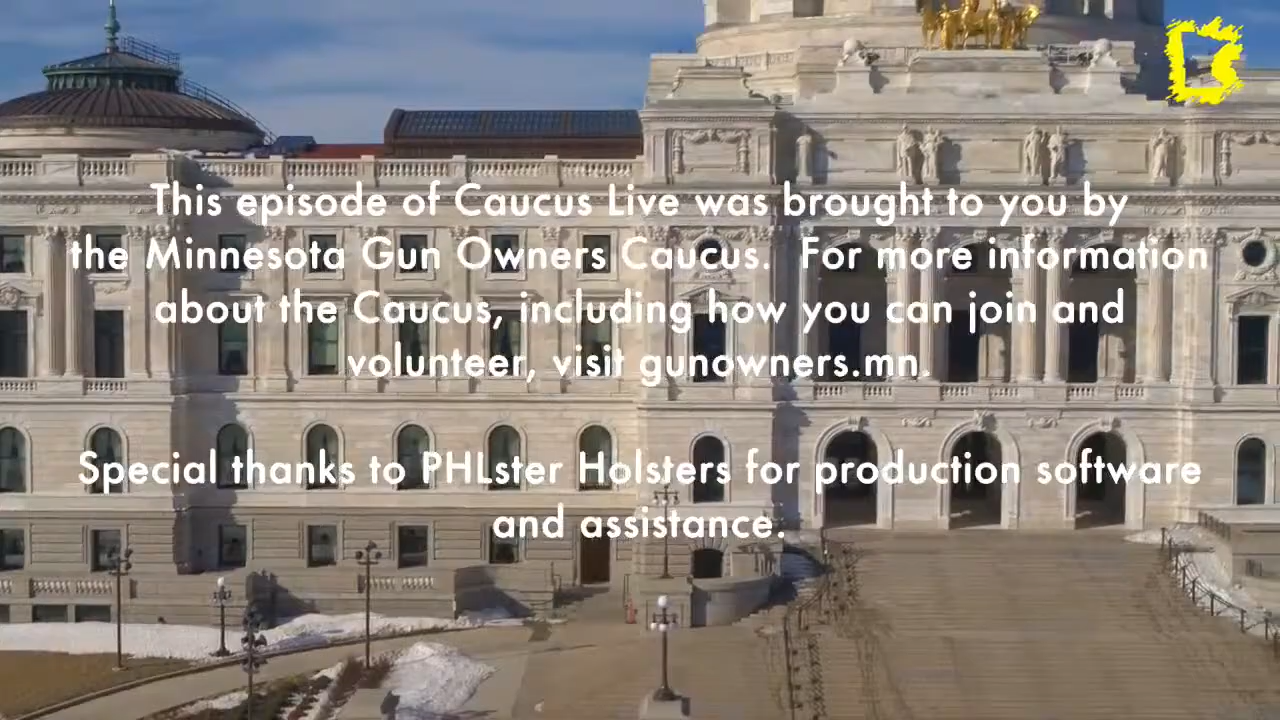 This episode of Caucus Live was brought to you by
the Minnesota Gun Owners Caucus.  For more information
about the Caucus, including how you can join and
volunteer, visit gunowners.mn.
Special thanks to PHLster Holsters for production software
and assistance.